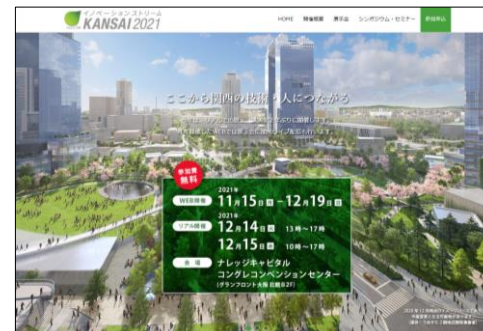 イノベーションストリーム
KANSAI 2021
HOME 開催概要 展示会 シンポジウム・セミナー 参加申込
ここから関西の技術・人につながる
参加費
無料
WEB開催
2021年
11月15日月－12月19日日
リアル開催
2021年
12月14日火 13時～17時
12月15日水 10時～17時
会場
ナレッジキャピタル
コングレコンベンションセンター
(グランフロント大阪 北館B2F)